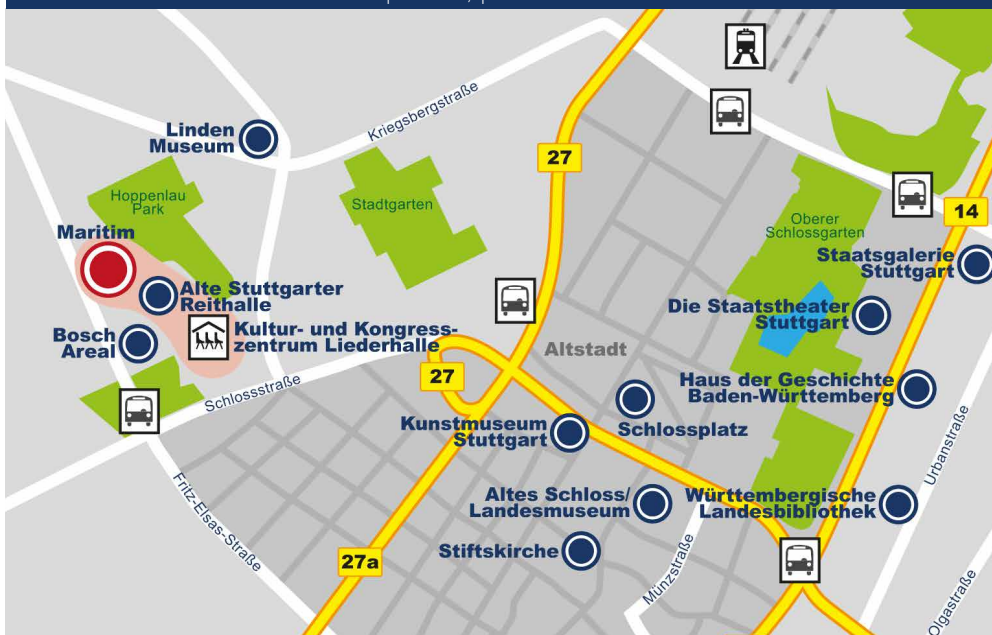 Kriegsbergstraße
Linden
Museum
27
Hoppenlau
Park
Stadtgarten
Oberer
Schlossgarten
14
Maritim
Staatsgalerie
Stuttgart
Alte Stuttgarter
Reithalle
Die Staatstheater
Stuttgart
Bosch
Areal
Kultur- und Kongress-
zentrum Liederhalle
Altstadt
27
Schlossstraße
Haus der Geschichte
Baden-Württemberg
Kunstmuseum
Stuttgart
Schlossplatz
Urbanstraße
Altes Schloss/
Landesmuseum
Württembergische
Landesbibliothek
Fritz-Elsas-Straße
Stiftskirche
27a
Münzstraße
Olgastraße